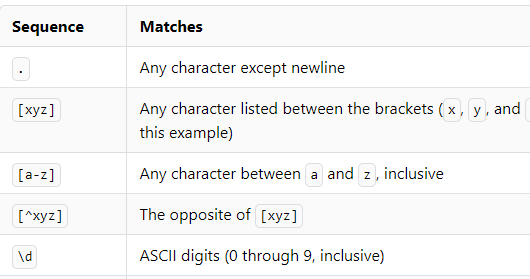 Sequence Matches
. Any character except newline
[xyz] Any character listed between the brackets (x, y, and
this example)
[a-z] Any character between a and z, inclusive
[^xyz] The opposite of [xyz]
\d ASCII digits (0 through 9, inclusive)